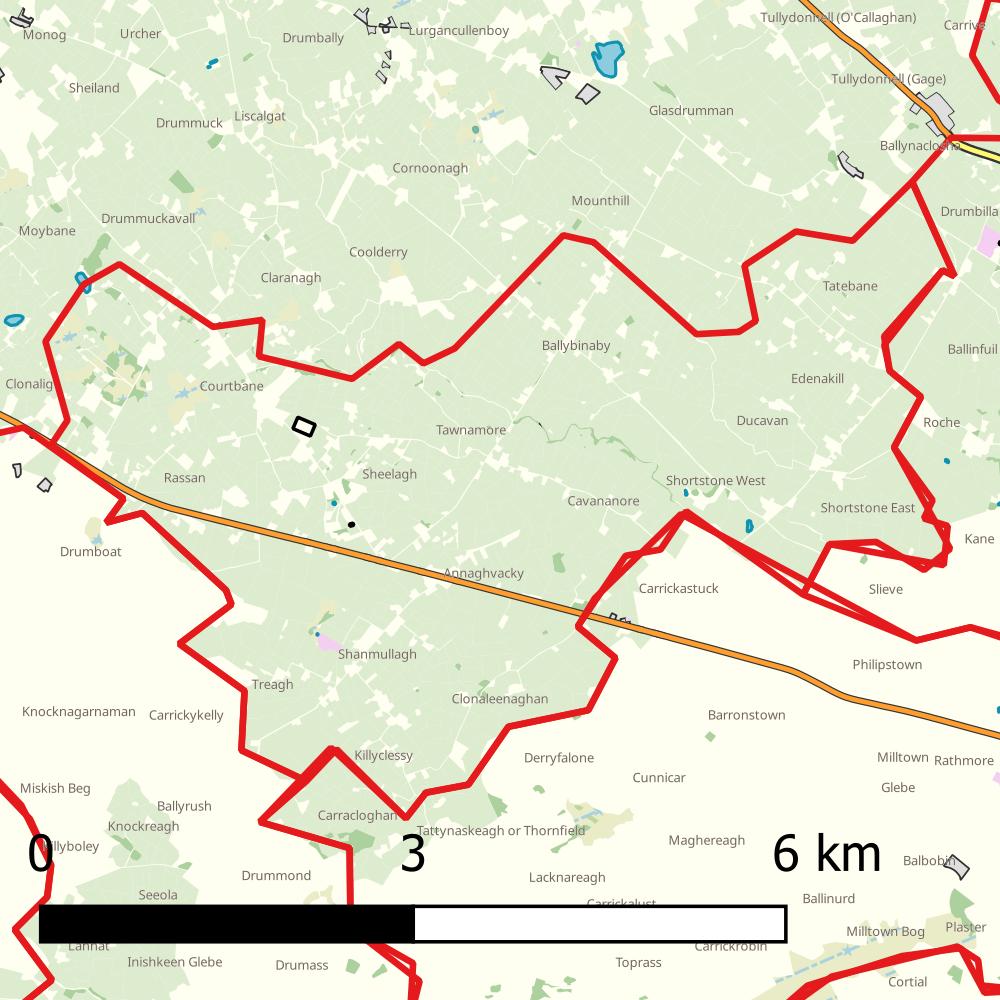 Tullydonnell (O'Callaghan)
Carrive
Monog
Urcher
Drumbally
Lurgancullenboy
Tullydonnell (Gage)
Sheiland
Glasdrumman
Liscalgat
Drummuck
Ballynaclosha
Cornoonagh
Mounthill
Drumbilla
Drummuckavall
Moybane
Coolderry
Claranagh
Tatebane
Ballybinaby
Ballinfuil
Edenakill
Clonalig
Courtbane
Ducavan
Roche
Tawnamore
Sheelagh
Rassan
Shortstone West
Cavananore
Shortstone East
Kane
Drumboat
Annaghvacky
Carrickastuck
Slieve
Shanmullagh
Philipstown
Treagh
Clonaleenaghan
Knocknagarnaman
Carrickykelly
Barronstown
Killyclessy
Derryfalone
Milltown
Rathmore
Cunnicar
Miskish Beg
Glebe
Ballyrush
Carracloghan
Knockreagh
Tattynaskeagh or Thornfield
Maghereagh
Killyboley
0
3
6 km
Balbobin
Drummond
Lacknareagh
Seeola
Ballinurd
Carrickalust
Plaster
Milltown Bog
Lannat
Carrickrobin
Inishkeen Glebe
Drumass
Toprass
Cortial